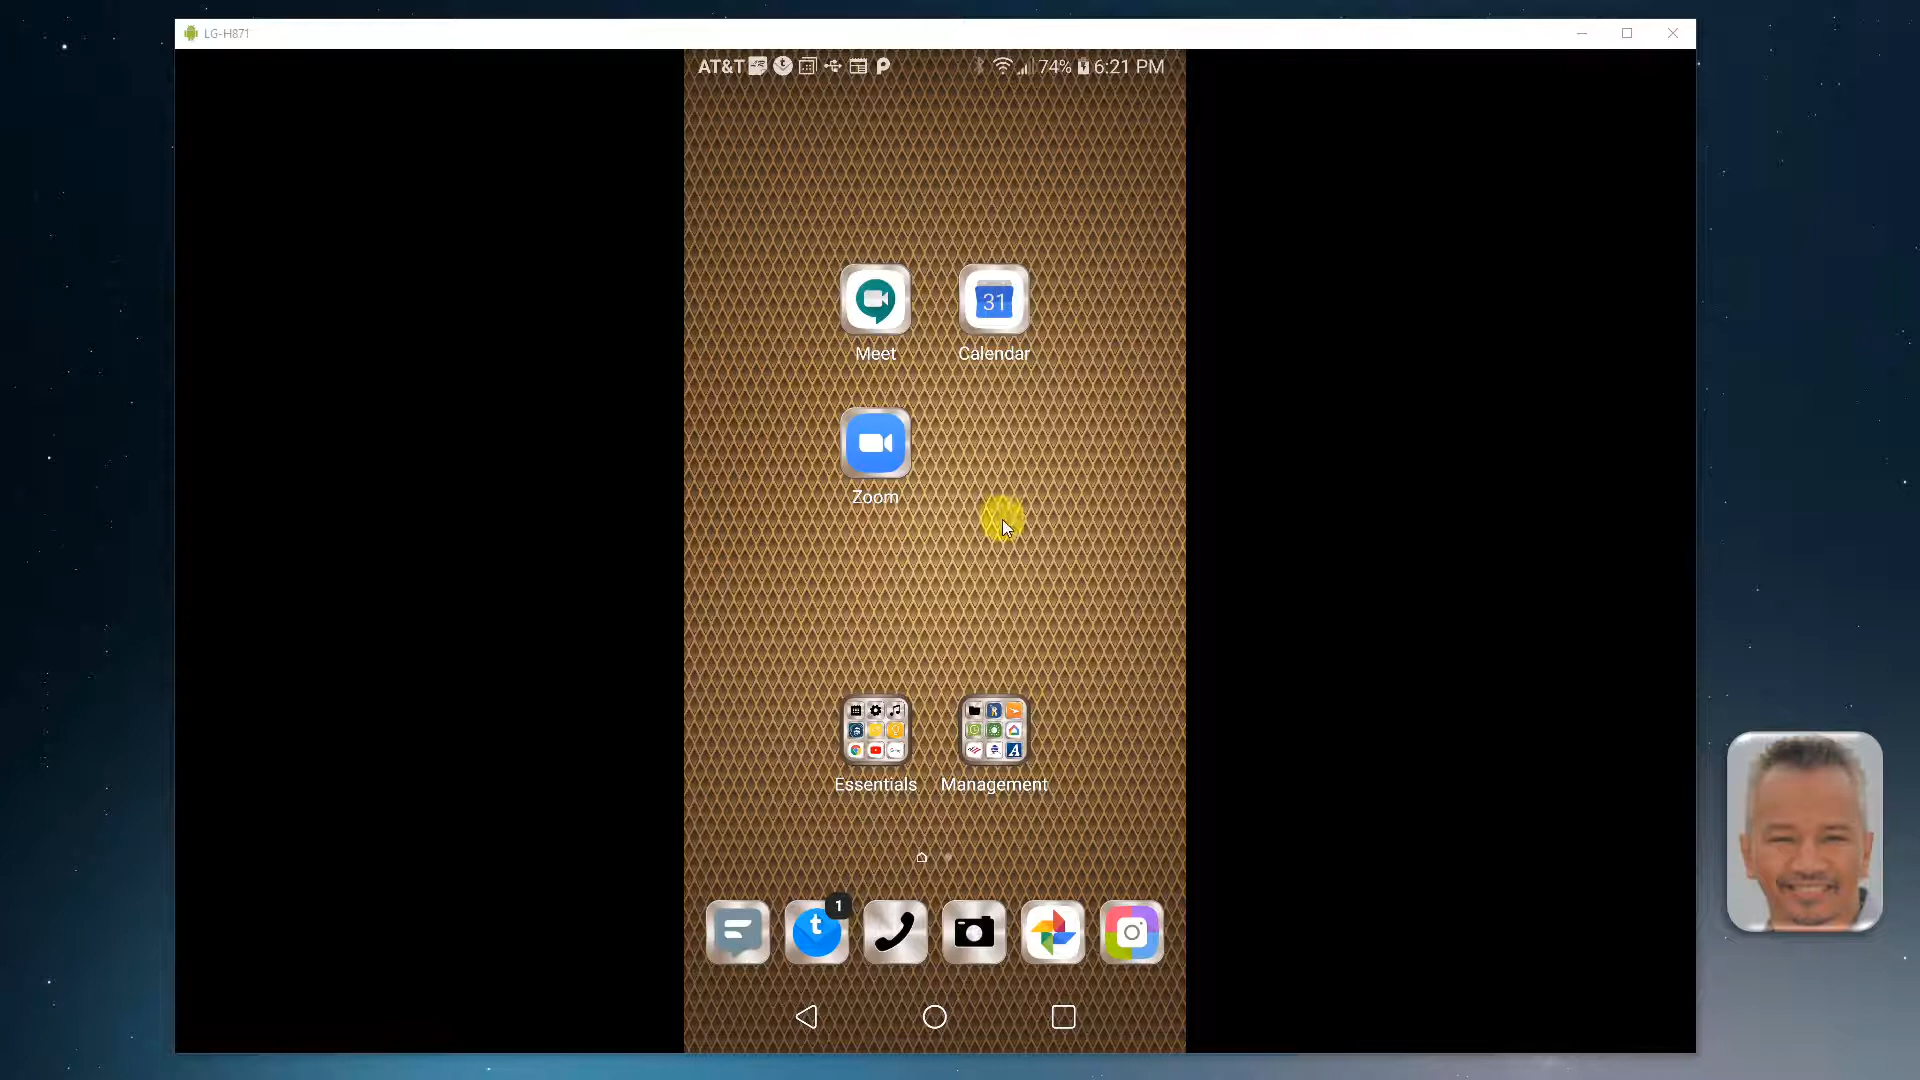 LG-H871
AT&T 74% 6:21 PM
Meet Calendar
31
Zoom
Essentials Management
1